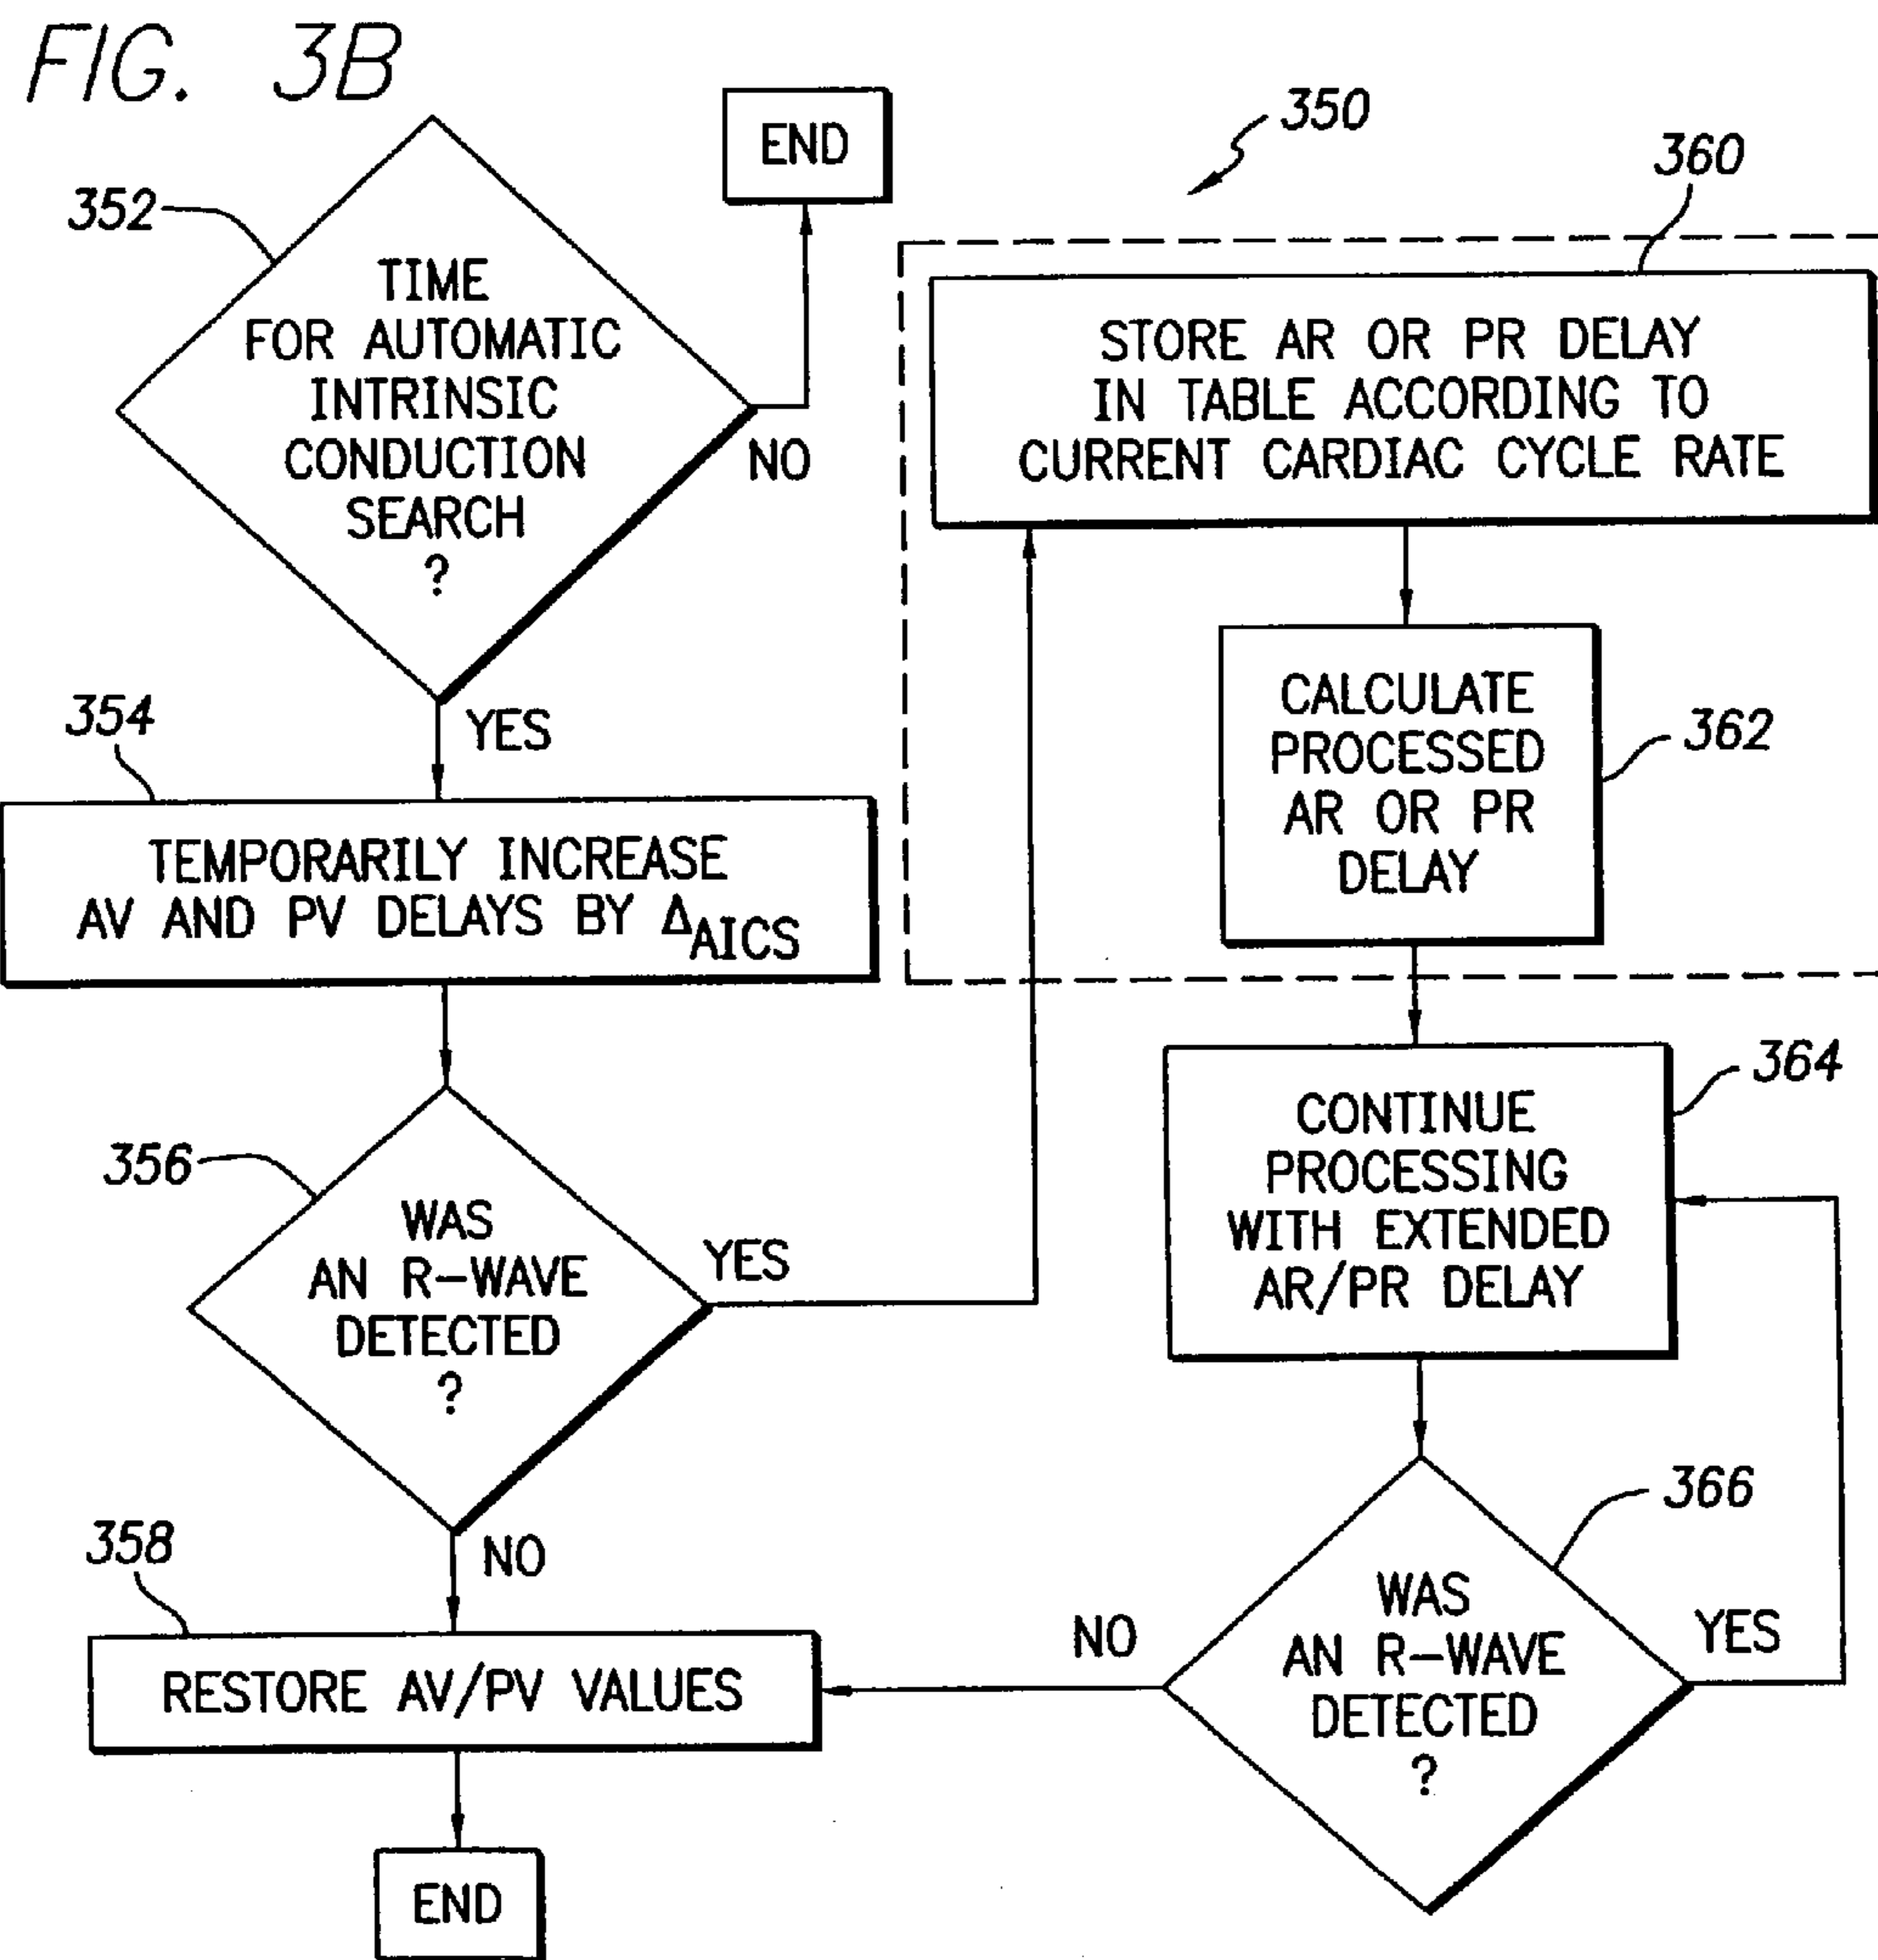 FIG. 3B
352
TIME
FOR AUTOMATIC
INTRINSIC
CONDUCTION
SEARCH
?
NO
END
350
YES
354
TEMPORARILY INCREASE
AV AND PV DELAYS BY ΔAICS
356
WAS
AN R-WAVE
DETECTED
?
YES
NO
358
RESTORE AV/PV VALUES
END
360
STORE AR OR PR DELAY
IN TABLE ACCORDING TO
CURRENT CARDIAC CYCLE RATE
CALCULATE
PROCESSED
AR OR PR
DELAY
362
364
CONTINUE
PROCESSING
WITH EXTENDED
AR/PR DELAY
366
WAS
AN R-WAVE
DETECTED
?
YES
NO